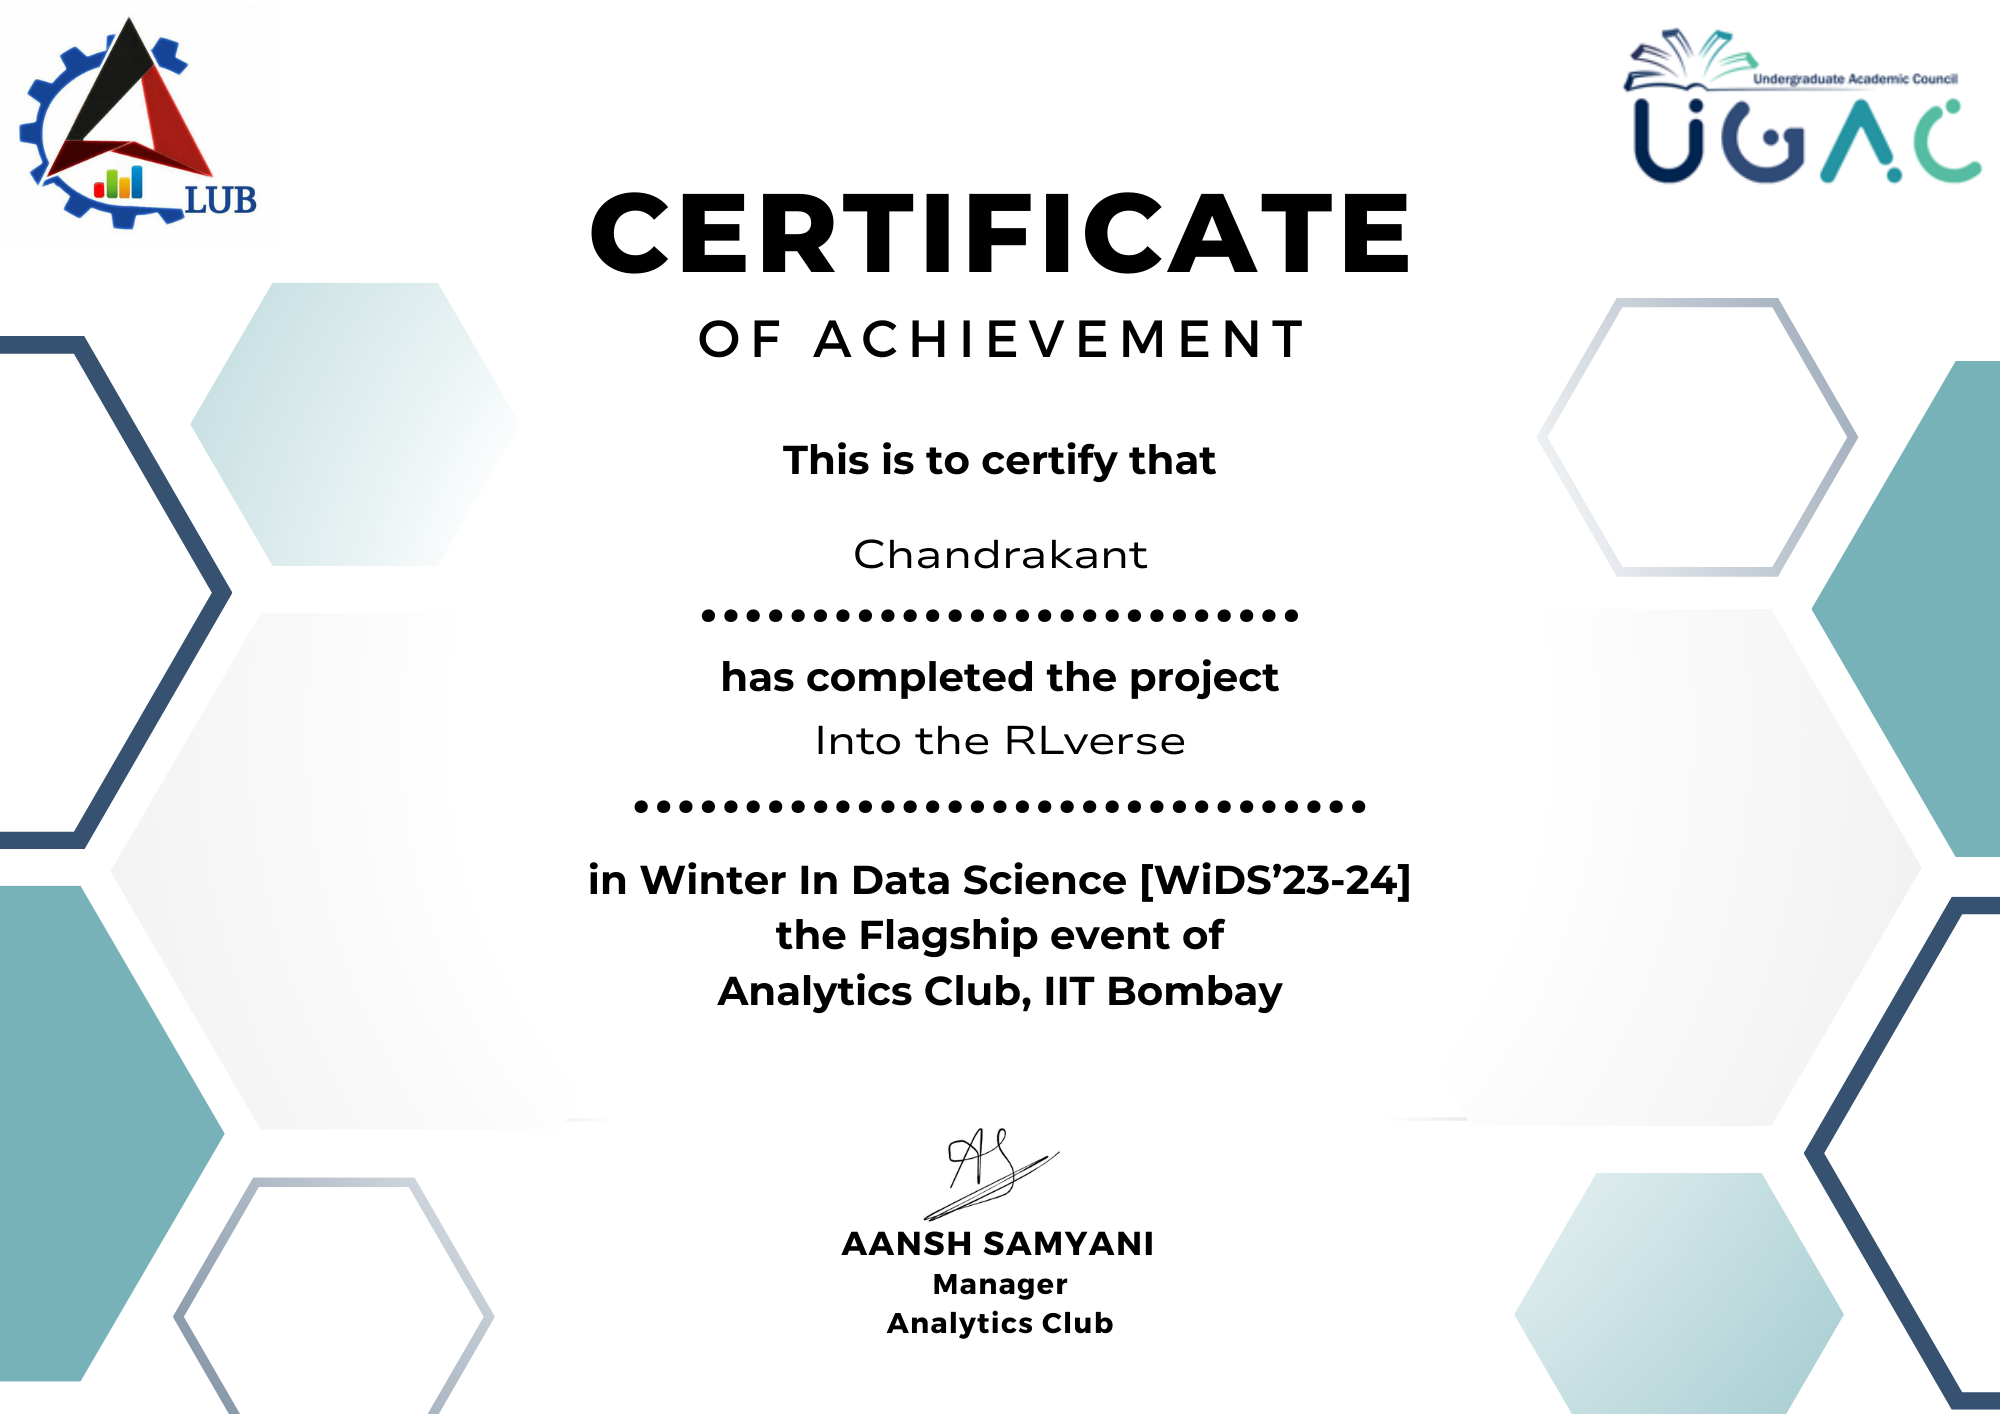 LUB
Undergraduate Academic Council
UGAC
CERTIFICATE
OF ACHIEVEMENT
This is to certify that
Chandrakant
has completed the project
Into the RLverse
in Winter In Data Science [WiDS’23-24]
the Flagship event of
Analytics Club, IIT Bombay
AS
AANSH SAMYANI
Manager
Analytics Club